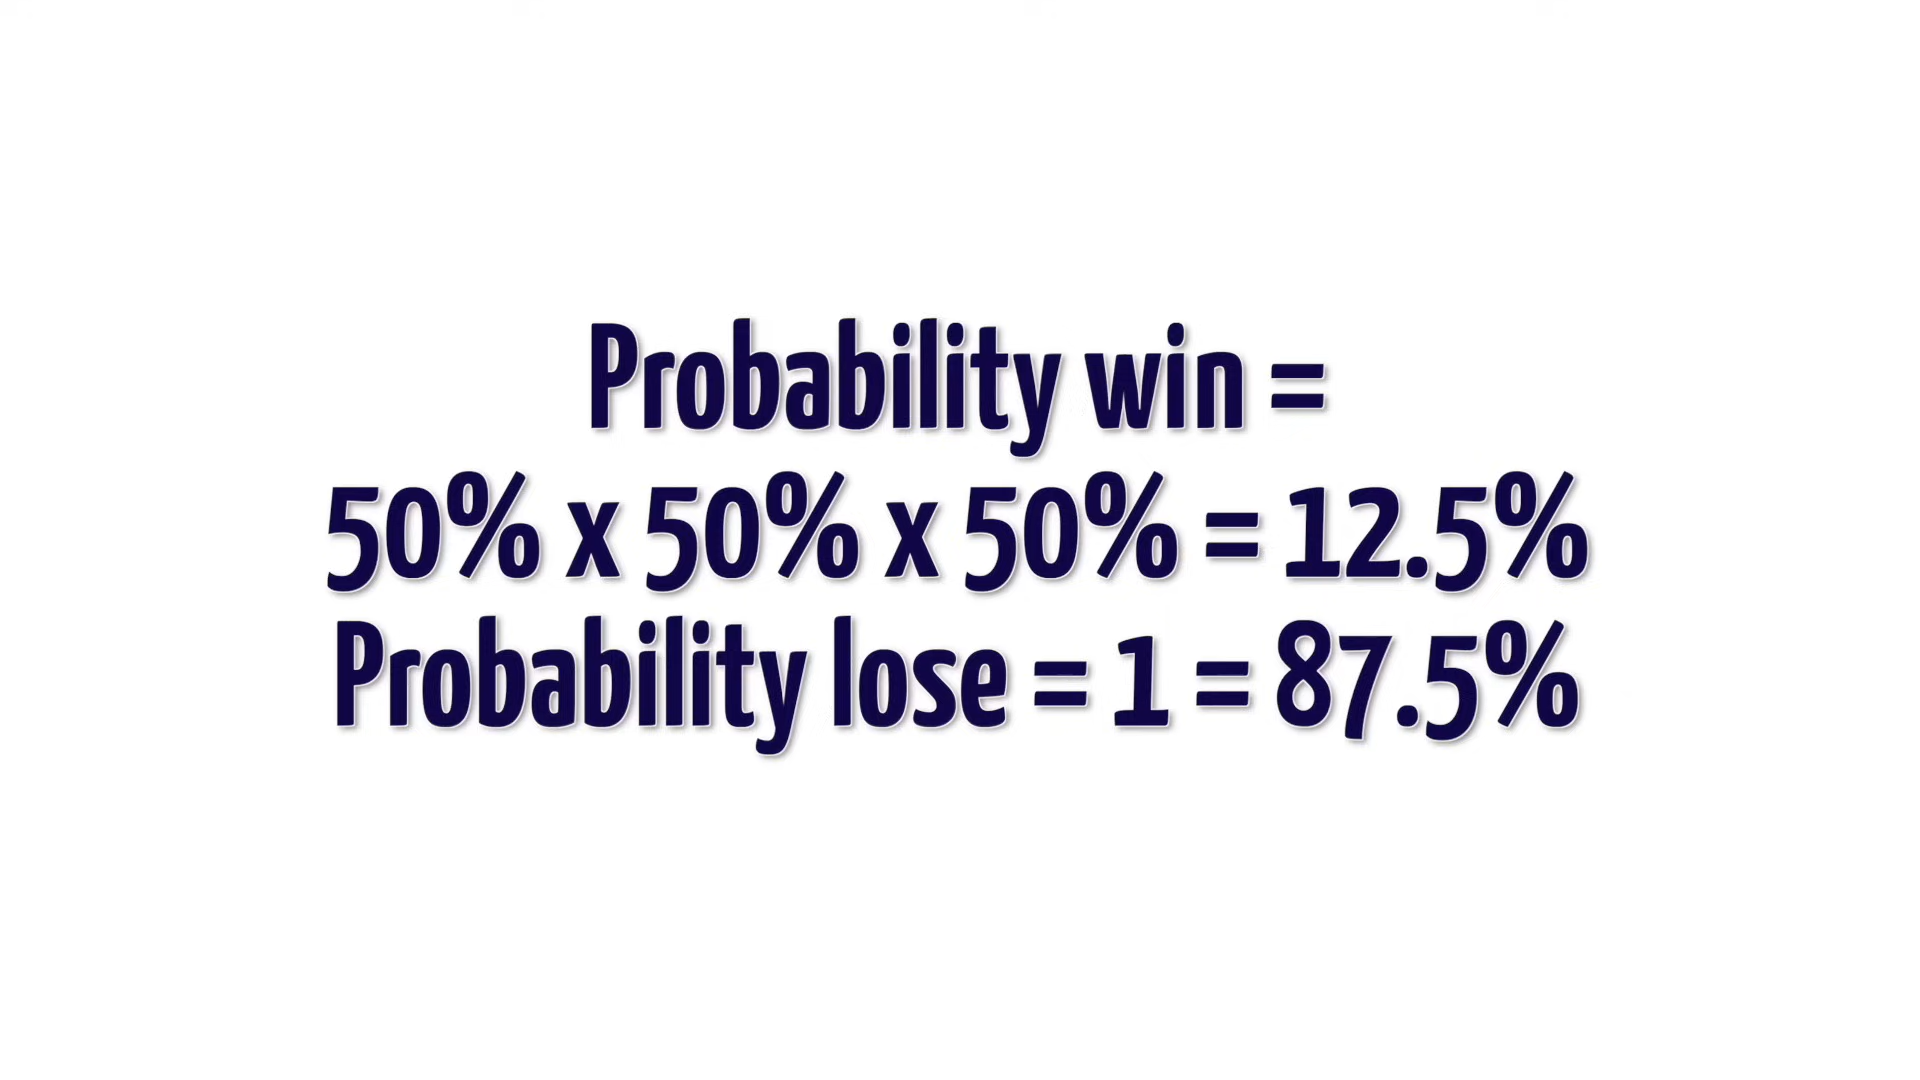 Probability win =
50% x 50% x 50% = 12.5%
Probability lose = 1 = 87.5%